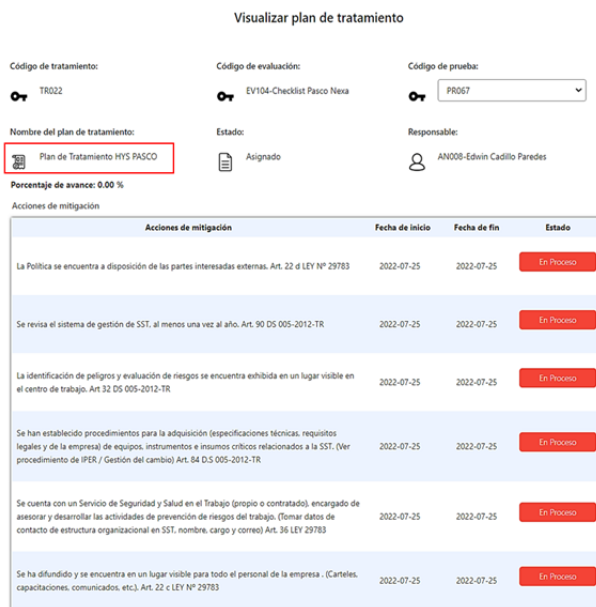 Visualizar plan de tratamiento
Código de tratamiento:
Código de evaluación:
Código de prueba:
TR022
EV104-Checklist Pasco Nexa
PR067
Nombre del plan de tratamiento:
Estado:
Responsable:
Plan de Tratamiento HYS PASCO
Asignado
AN008-Edwin Cadillo Paredes
Porcentaje de avance: 0.00 %
Acciones de mitigación
Acciones de mitigación
Fecha de inicio
Fecha de fin
Estado
La Política se encuentra a disposición de las partes interesadas externas. Art. 22 d LEY Nº 29783
2022-07-25
2022-07-25
En Proceso
Se revisa el sistema de gestión de SST, al menos una vez al año. Art. 90 DS 005-2012-TR
2022-07-25
2022-07-25
En Proceso
La identificación de peligros y evaluación de riesgos se encuentra exhibida en un lugar visible en
el centro de trabajo. Art 32 DS 005-2012-TR
2022-07-25
2022-07-25
En Proceso
Se han establecido procedimientos para la adquisición (especificaciones técnicas, requisitos
legales y de la empresa) de equipos, instrumentos e insumos críticos relacionados a la SST. (Ver
procedimiento de IPER / Gestión del cambio) Art. 84 D.S 005-2012-TR
2022-07-25
2022-07-25
En Proceso
Se cuenta con un Servicio de Seguridad y Salud en el Trabajo (propio o contratado), encargado de
asesorar y desarrollar las actividades de prevención de riesgos del trabajo. (Tomar datos de
contacto de estructura organizacional en SST, nombre, cargo y correo) Art. 36 LEY 29783
2022-07-25
2022-07-25
En Proceso
Se ha difundido y se encuentra en un lugar visible para todo el personal de la empresa . (Carteles,
capacitaciones, comunicados, etc.). Art. 22 c LEY Nº 29783
2022-07-25
2022-07-25
En Proceso